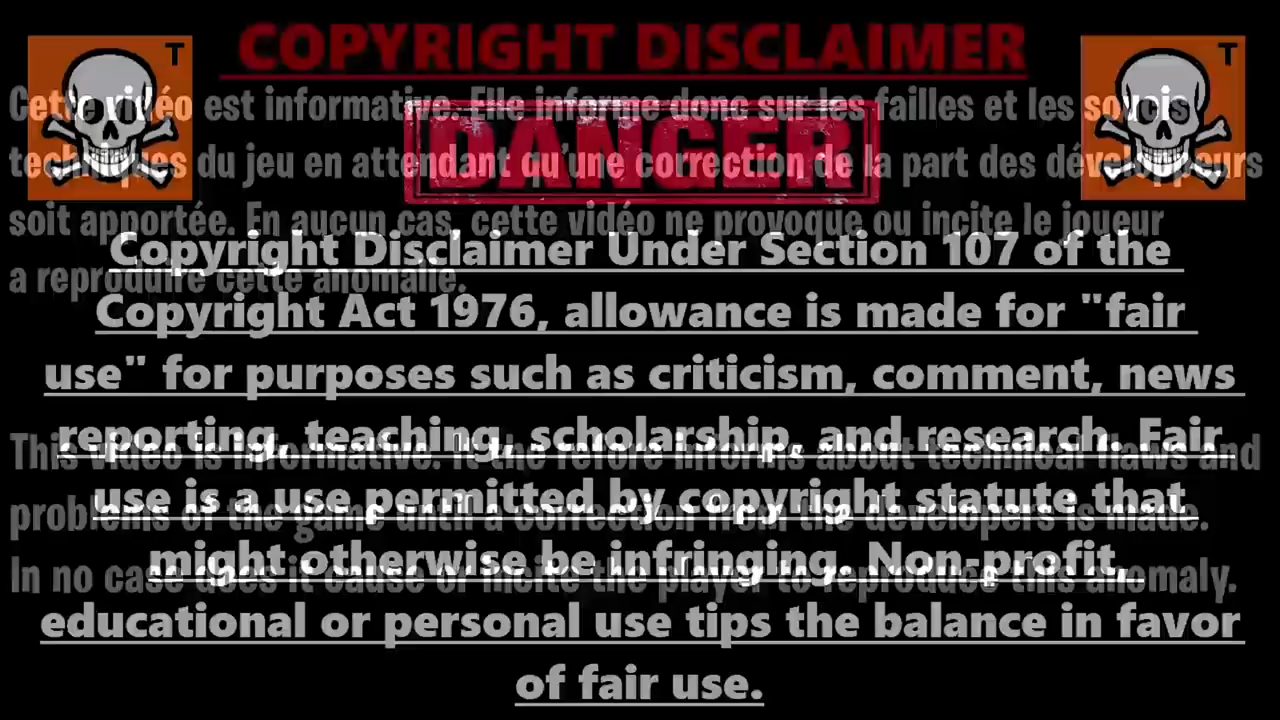 COPYRIGHT DISCLAIMER
T
T
Cette vidéo est informative. Elle informe donc sur les failles et les soucis
DANGER
techniques du jeu en attendant qu'une correction de la part des développeurs
soit apportée. En aucun cas, cette vidéo ne provoque ou incite le joueur
a reproduire cette anomalie.
Copyright Disclaimer Under Section 107 of the
Copyright Act 1976, allowance is made for "fair
use" for purposes such as criticism, comment, news
reporting, teaching, scholarship, and research. Fair
This video is informative. It the refore informs about technical flaws and
use is a use permitted by copyright statute that
problems of the game until a correction from the developers is made.
might otherwise be infringing. Non-profit,
In no case does it cause or incite the player to reproduce this anomaly.
educational or personal use tips the balance in favor
of fair use.